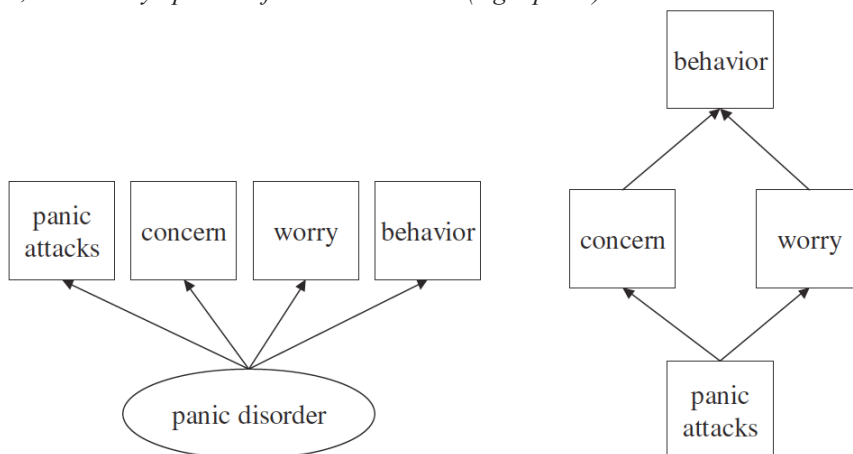 panic
attacks
concern
worry
behavior
panic disorder
behavior
concern
worry
panic
attacks